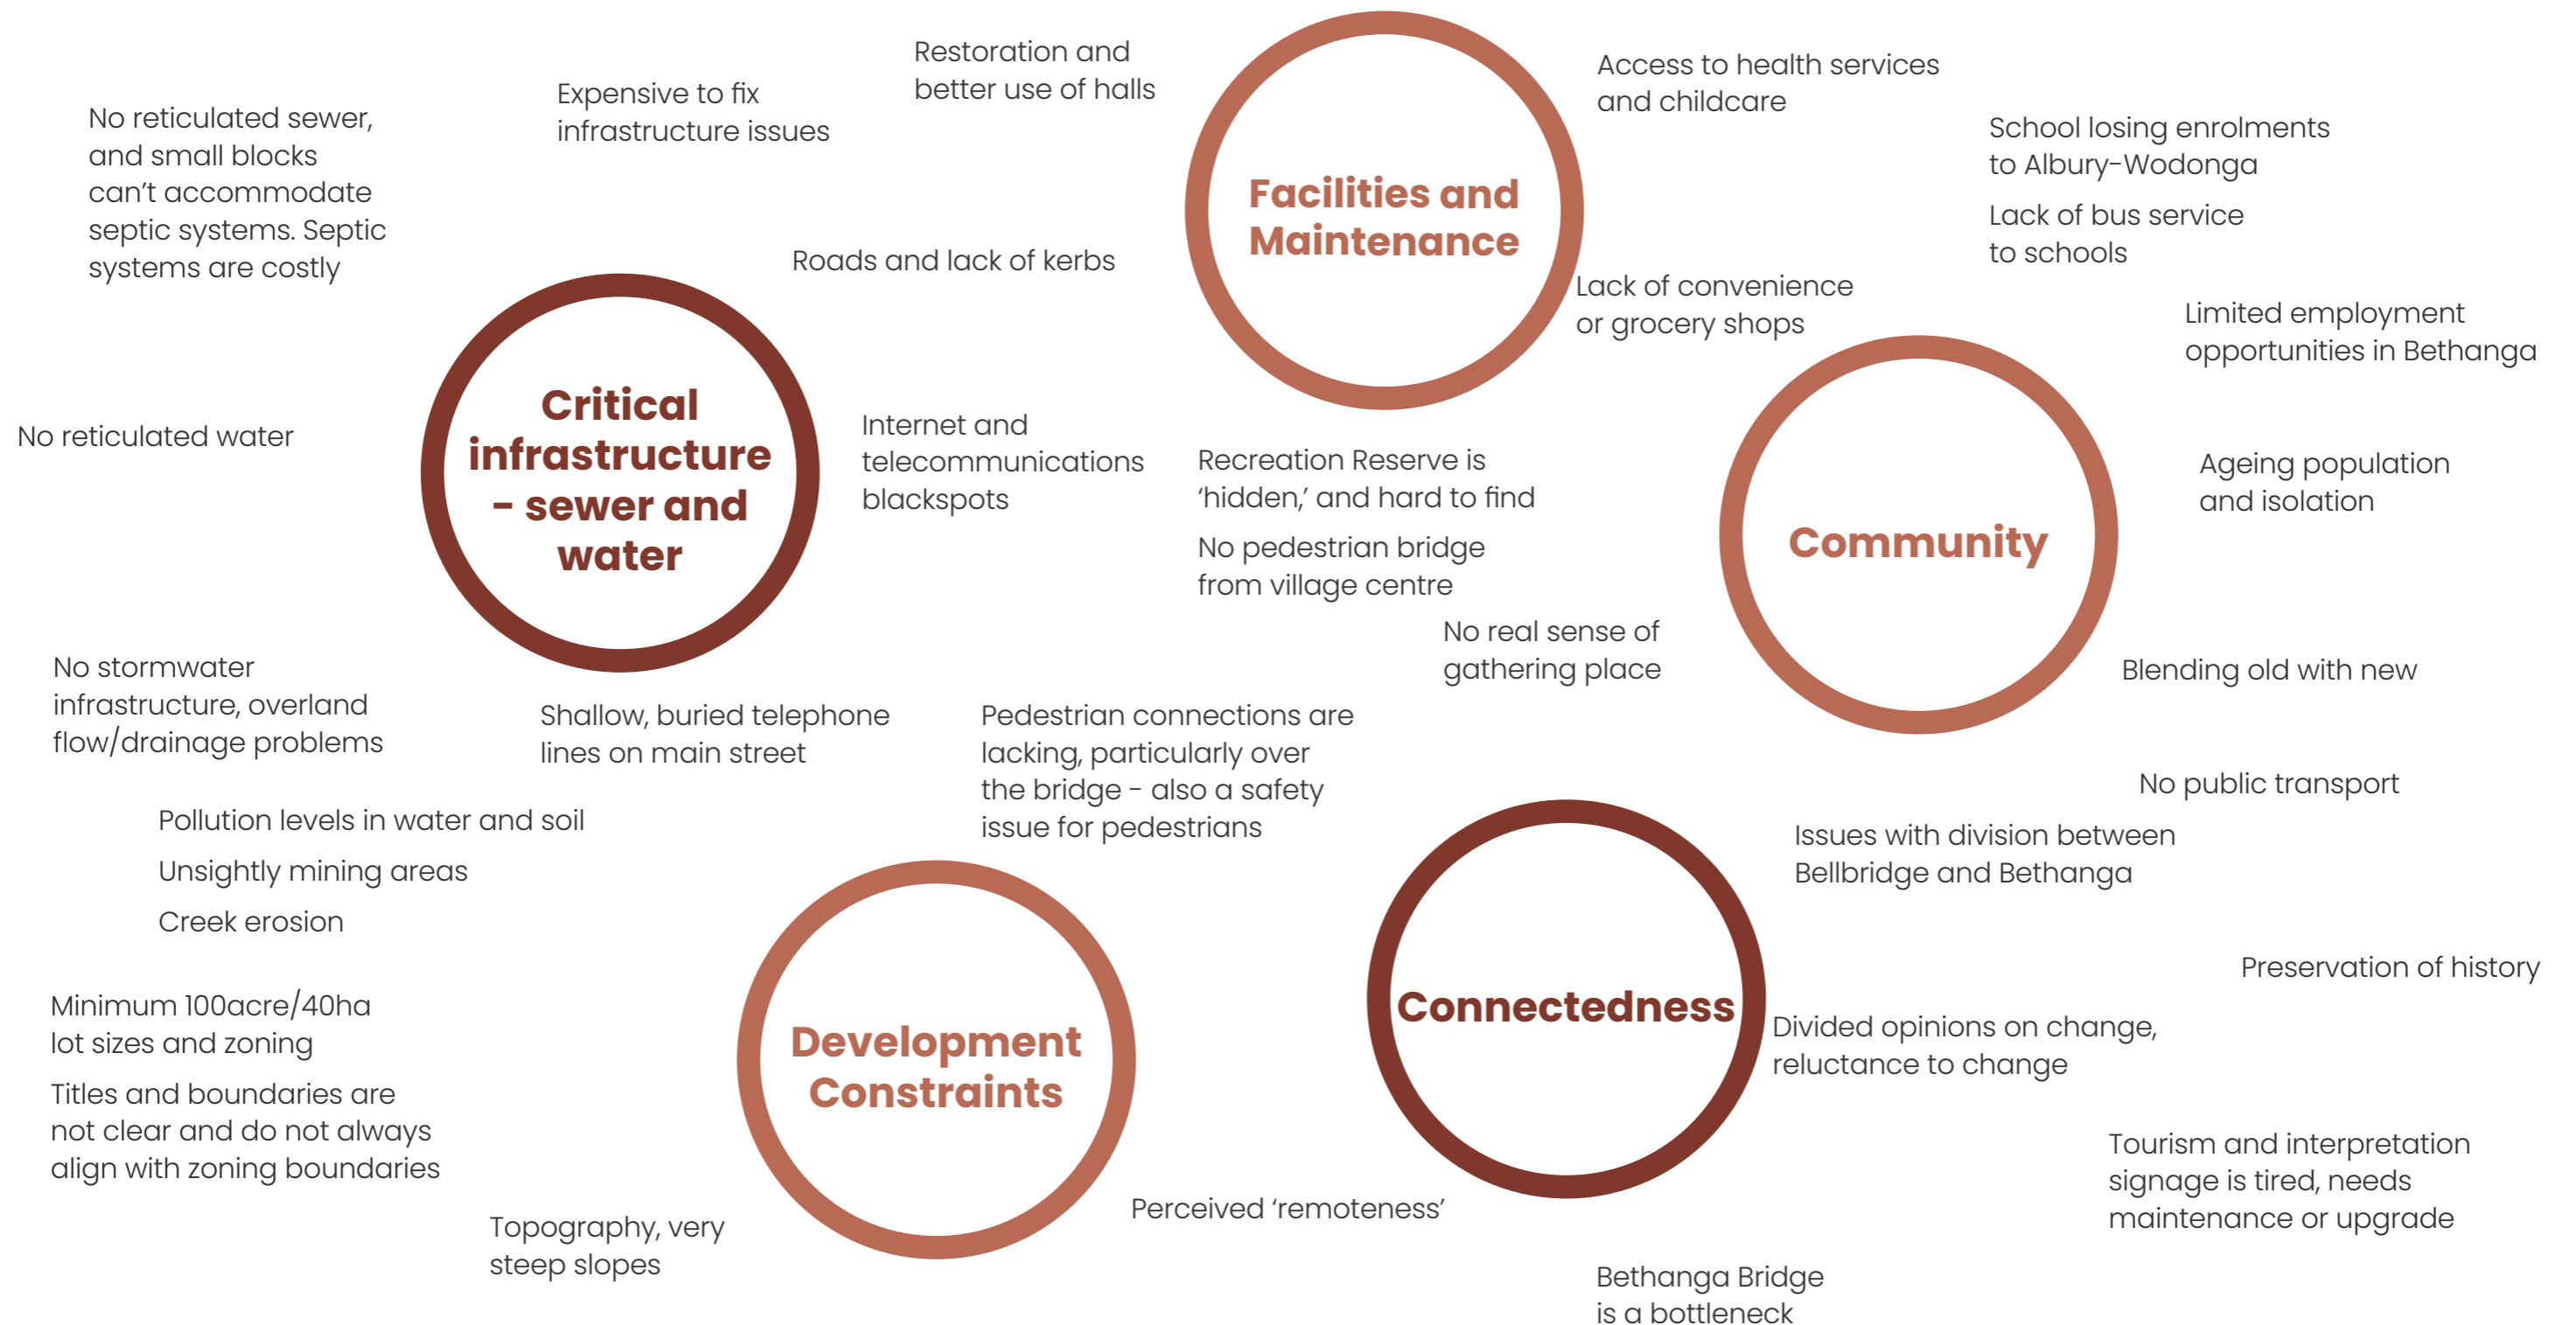 Restoration and
better use of halls
Expensive to fix
infrastructure issues
No reticulated sewer,
and small blocks
can't accommodate
septic systems. Septic
systems are costly
Roads and lack of kerbs
Facilities and
Maintenance
Access to health services
and childcare
School losing enrolments
to Albury-Wodonga
Lack of bus service
to schools
Lack of convenience
or grocery shops
Limited employment
opportunities in Bethanga
No reticulated water
Critical
infrastructure
- sewer and
water
Internet and
telecommunications
blackspots
Recreation Reserve is
‘hidden,’ and hard to find
No pedestrian bridge
from village centre
Community
Ageing population
and isolation
No real sense of
gathering place
Blending old with new
No stormwater
infrastructure, overland
flow/drainage problems
Shallow, buried telephone
lines on main street
Pedestrian connections are
lacking, particularly over
the bridge - also a safety
issue for pedestrians
No public transport
Issues with division between
Bellbridge and Bethanga
Pollution levels in water and soil
Unsightly mining areas
Creek erosion
Preservation of history
Minimum 100acre/40ha
lot sizes and zoning
Titles and boundaries are
not clear and do not always
align with zoning boundaries
Development
Constraints
Connectedness
Divided opinions on change,
reluctance to change
Tourism and interpretation
signage is tired, needs
maintenance or upgrade
Topography, very
steep slopes
Perceived ‘remoteness’
Bethanga Bridge
is a bottleneck